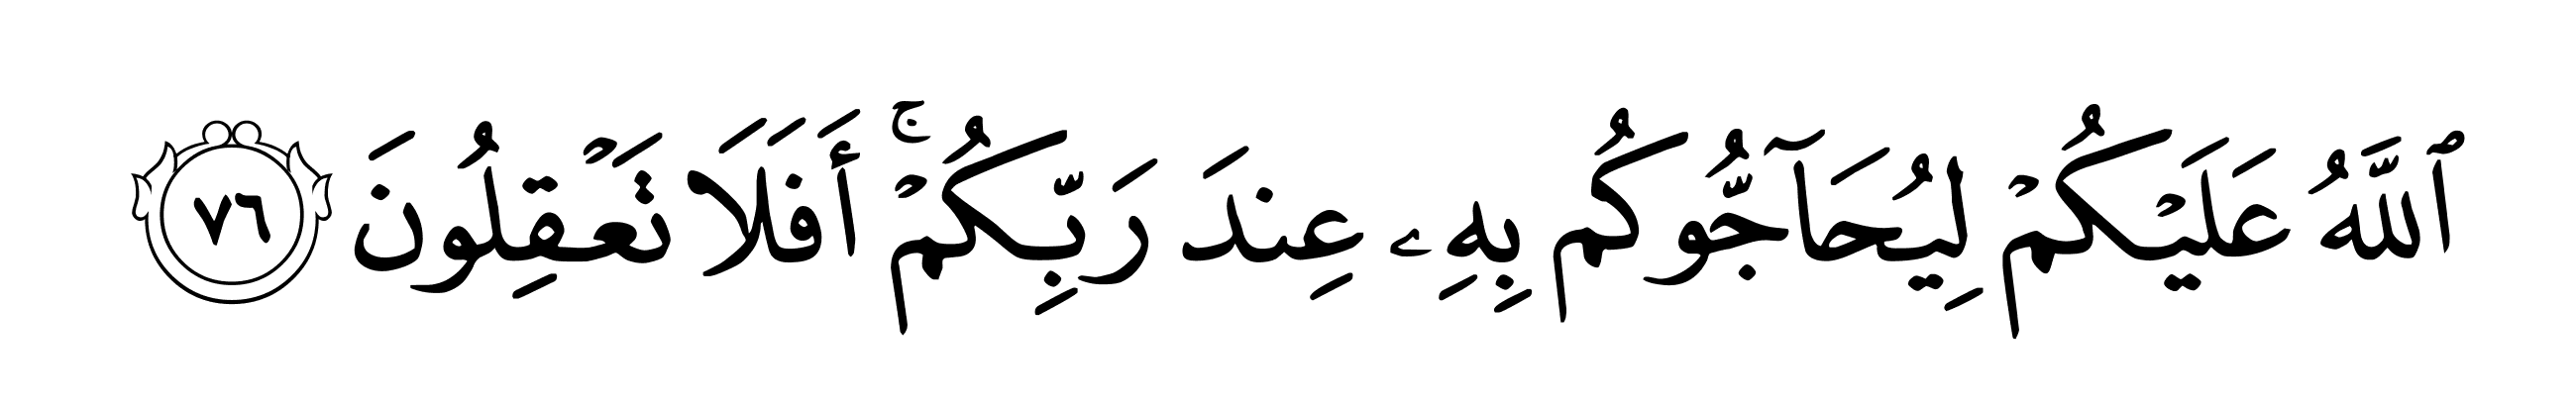 ٱللَّهُ عَلَيۡكُمۡ لِيُحَآجُّوكُم بِهِۦ عِندَ رَبِّكُمۡۚ أَفَلَا تَعۡقِلُونَ ٧٦